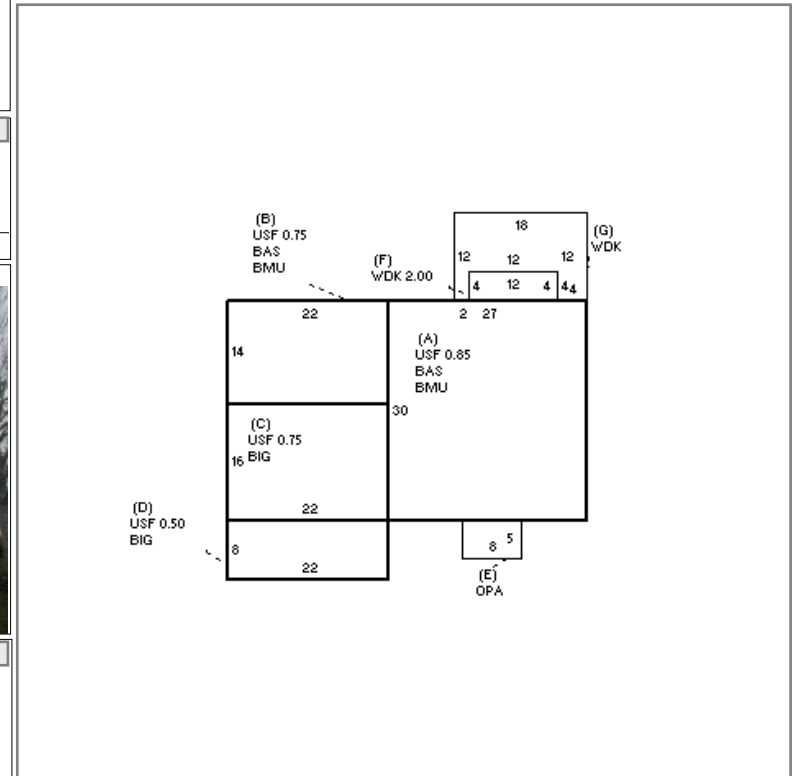 (B)
USF 0.75
BAS
BMU
(F)
WDK 2.00
18
12 12 12
4 12 4 4 4
(G)
WDK
22
2 27
14
(A)
USF 0.85
BAS
BMU
30
(C)
USF 0.75
BIG
16
22
(D)
USF 0.50
BIG
8
22
8 5
(E)
OPA